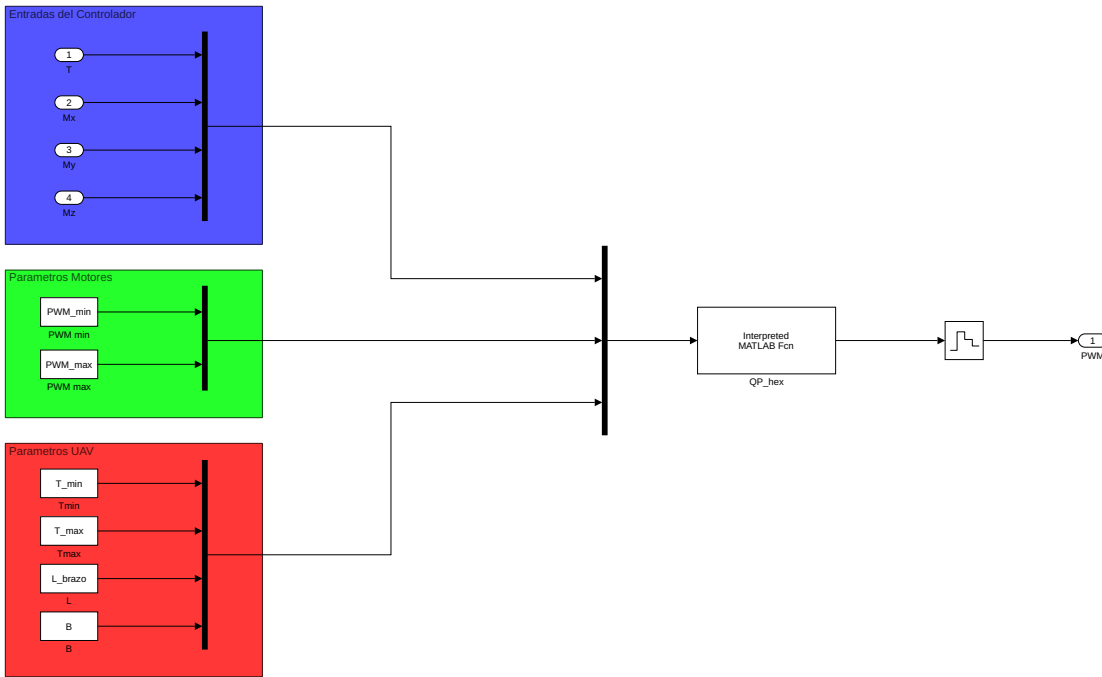 Entradas del Controlador
1
T
2
Mx
3
My
4
Mz
Parametros Motores
PWM_min
PWM min
PWM_max
PWM max
Parametros UAV
T_min
Tmin
T_max
Tmax
L_brazo
L
B
B
Interpreted
MATLAB Fcn
QP_hex
1
PWM